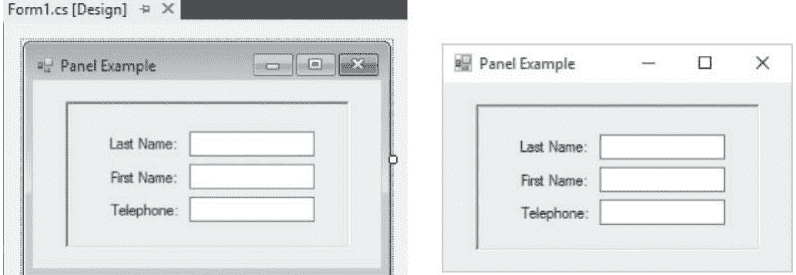 Form1.cs [Design]
Panel Example
Last Name:
First Name:
Telephone:
Panel Example
Last Name:
First Name:
Telephone: